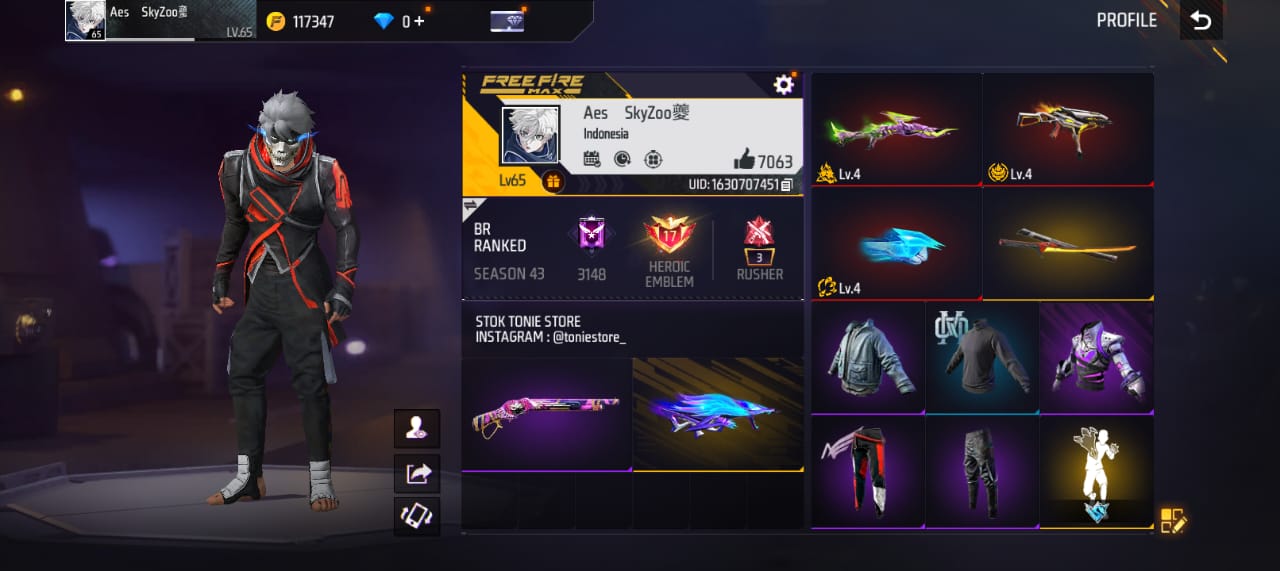 Aes SkyZoo夔
65
LV.65
117347
0 +
PROFILE
FREE FIRE
MAX
Aes SkyZoo夔
Indonesia
7063
Lv65
UID:1630707451
BR
RANKED
SEASON 43
3148
17
HEROIC
EMBLEM
3
RUSHER
STOK TONIE STORE
INSTAGRAM : @toniestore_
Lv.4
Lv.4
Lv.4